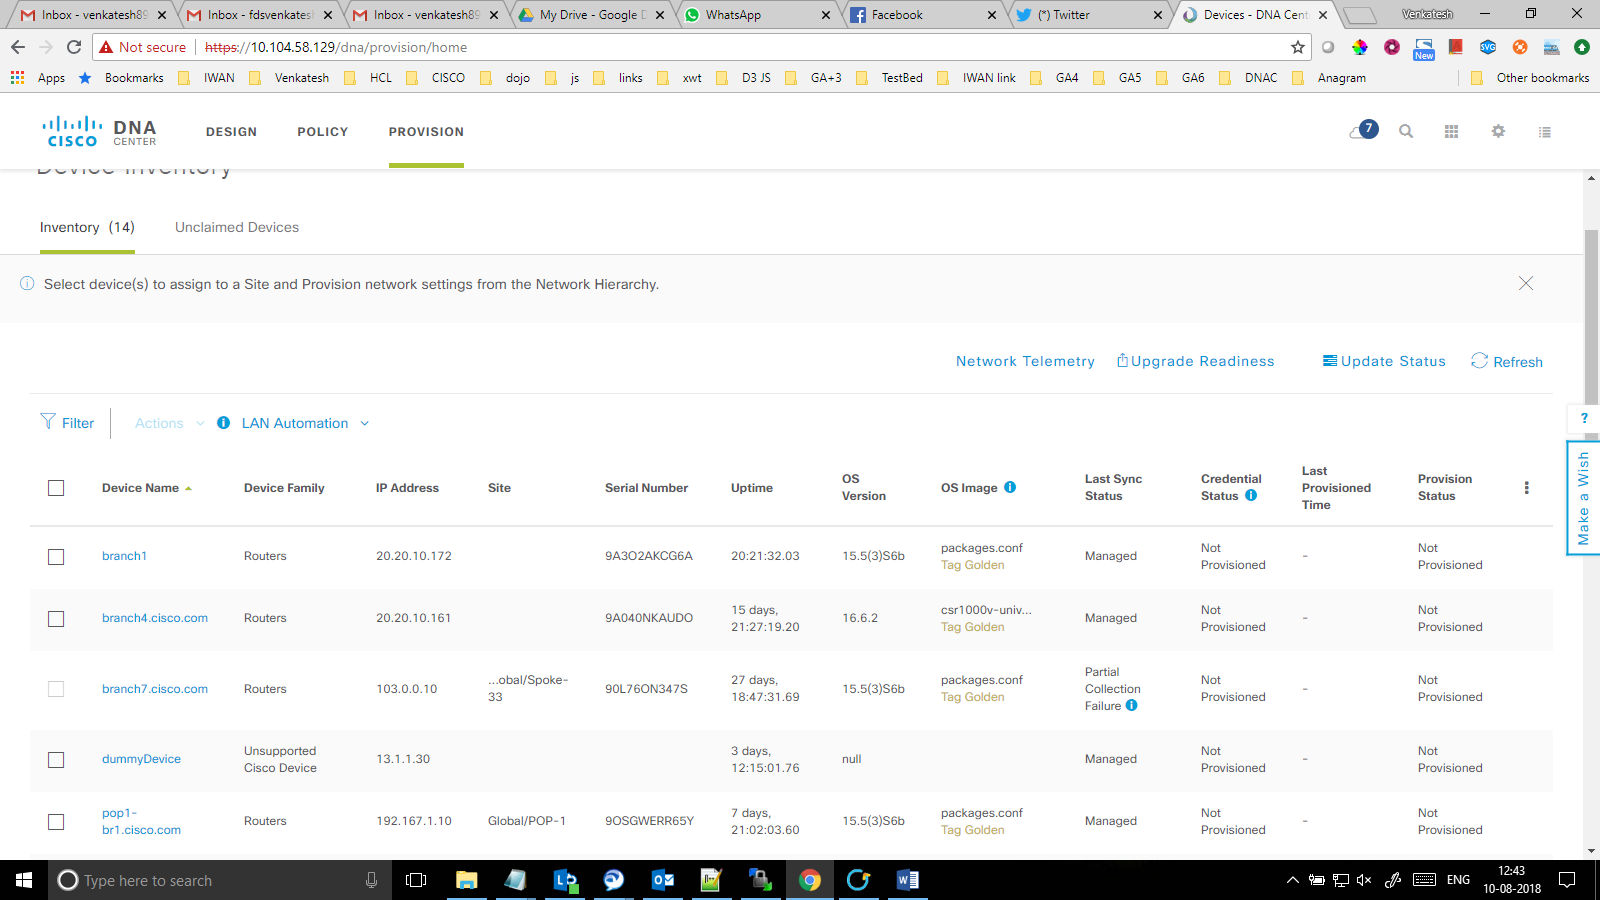 Inbox - venkatesh89
Inbox - fdsvenkatesh
Inbox - venkatesh89
My Drive - Google D
WhatsApp
Facebook
(*) Twitter
Devices - DNA Cent
Venkatesh
Not secure
https://10.104.58.129/dna/provision/home
New
Apps
Bookmarks
IWAN
Venkatesh
HCL
CISCO
dojo
js
links
xwt
D3 JS
GA+3
TestBed
IWAN link
GA4
GA5
GA6
DNAC
Anagram
Other bookmarks
CISCO
DNA
CENTER
DESIGN
POLICY
PROVISION
7
Device Inventory
Inventory (14)
Unclaimed Devices
Select device(s) to assign to a Site and Provision network settings from the Network Hierarchy.
Network Telemetry
Upgrade Readiness
Update Status
Refresh
Filter
Actions
LAN Automation
?
Make a Wish
Device Name
Device Family
IP Address
Site
Serial Number
Uptime
OS
Version
OS Image
Last Sync
Status
Credential
Status
Last
Provisioned
Time
Provision
Status
branch1
Routers
20.20.10.172
9A3O2AKCG6A
20:21:32.03
15.5(3)S6b
packages.conf
Tag Golden
Managed
Not
Provisioned
-
Not
Provisioned
branch4.cisco.com
Routers
20.20.10.161
9A040NKAUDO
15 days,
21:27:19.20
16.6.2
csr1000v-univ...
Tag Golden
Managed
Not
Provisioned
-
Not
Provisioned
branch7.cisco.com
Routers
103.0.0.10
...obal/Spoke-
33
90L76ON347S
27 days,
18:47:31.69
15.5(3)S6b
packages.conf
Tag Golden
Partial
Collection
Failure
Not
Provisioned
-
Not
Provisioned
dummyDevice
Unsupported
Cisco Device
13.1.1.30
3 days,
12:15:01.76
null
Managed
Not
Provisioned
-
Not
Provisioned
pop1-
br1.cisco.com
Routers
192.167.1.10
Global/POP-1
9OSGWERR65Y
7 days,
21:02:03.60
15.5(3)S6b
packages.conf
Tag Golden
Managed
Not
Provisioned
-
Not
Provisioned
Type here to search
ENG
12:43
10-08-2018